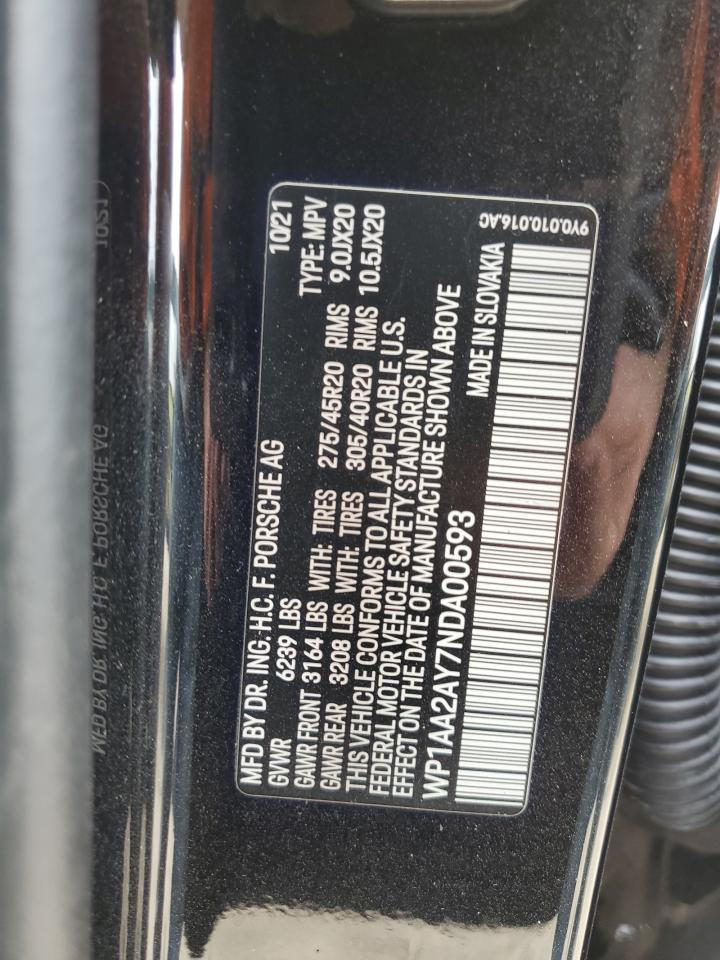 MFD BY DR. ING. H.C. F. PORSCHE AG 10/21
GVWR 6239 LBS TYPE: MPV
GAWR FRONT 3164 LBS WITH: TIRES 275/45R20 RIMS 9.0JX20
GAWR REAR 3208 LBS WITH: TIRES 305/40R20 RIMS 10.5JX20
THIS VEHICLE CONFORMS TO ALL APPLICABLE U.S.
FEDERAL MOTOR VEHICLE SAFETY STANDARDS IN
EFFECT ON THE DATE OF MANUFACTURE SHOWN ABOVE
WP1AA2AY7NDA00593 MADE IN SLOVAKIA
9Y0.010.016.AC